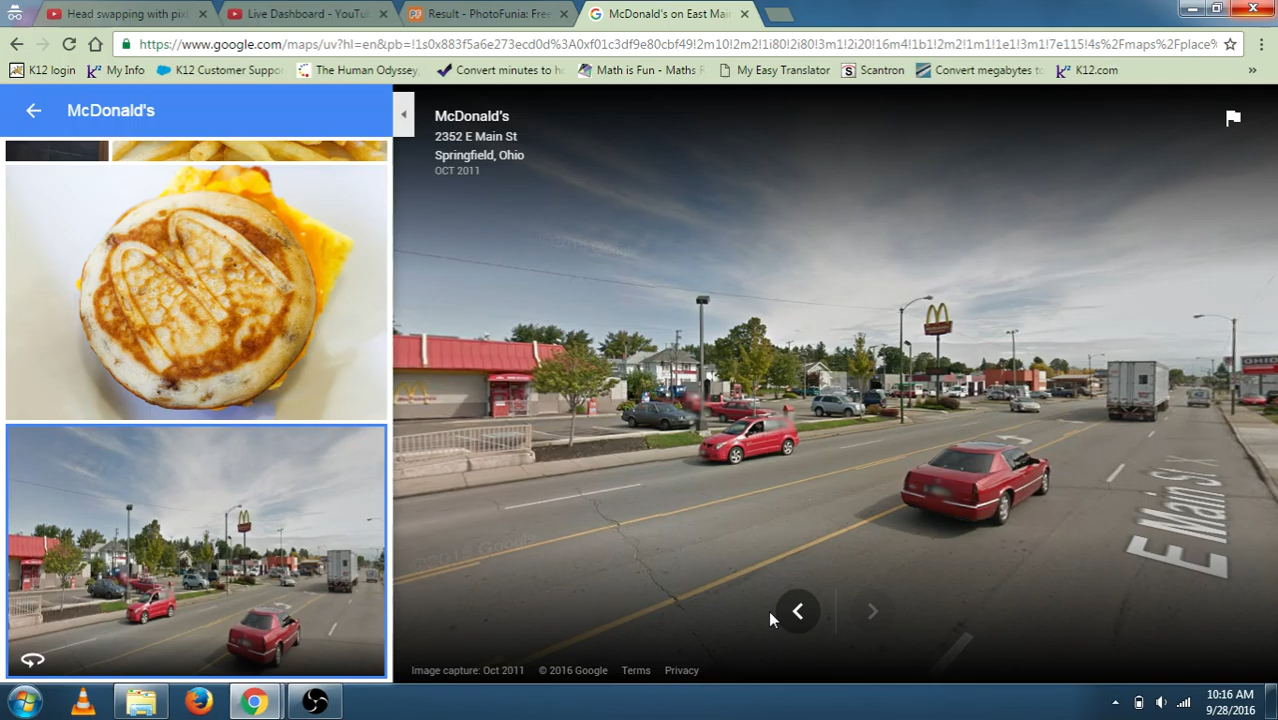 Head swapping with pixl
Live Dashboard - YouTu
Result - PhotoFunia: Free
McDonald's on East Main
https://www.google.com/maps/uv?hl=en&pb=!1s0x883f5a6e273ecd0d%3A0xf01c3df9e80cbf49!2m10!2m2!1i80!2i80!3m1!2i20!16m4!1b1!2m2!1m1!1e1!3m1!7e115!4s%2Fmaps%2Fplace%
K12 login
My Info
K12 Customer Suppo
The Human Odyssey,
Convert minutes to h
Math is Fun - Maths R
My Easy Translator
Scantron
Convert megabytes to
K12.com
»
McDonald's
McDonald's
2352 E Main St
Springfield, Ohio
OCT 2011
E Main St
Image capture: Oct 2011 © 2016 Google Terms Privacy
10:16 AM
9/28/2016